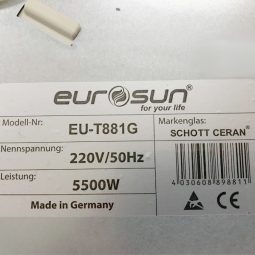 eurosun®
for your life
Modell-Nr: EU-T881G
Markenglas: SCHOTT CERAN®
Nennspannung: 220V/50Hz
Leistung: 5500W
4030608898811
Made in Germany
CE